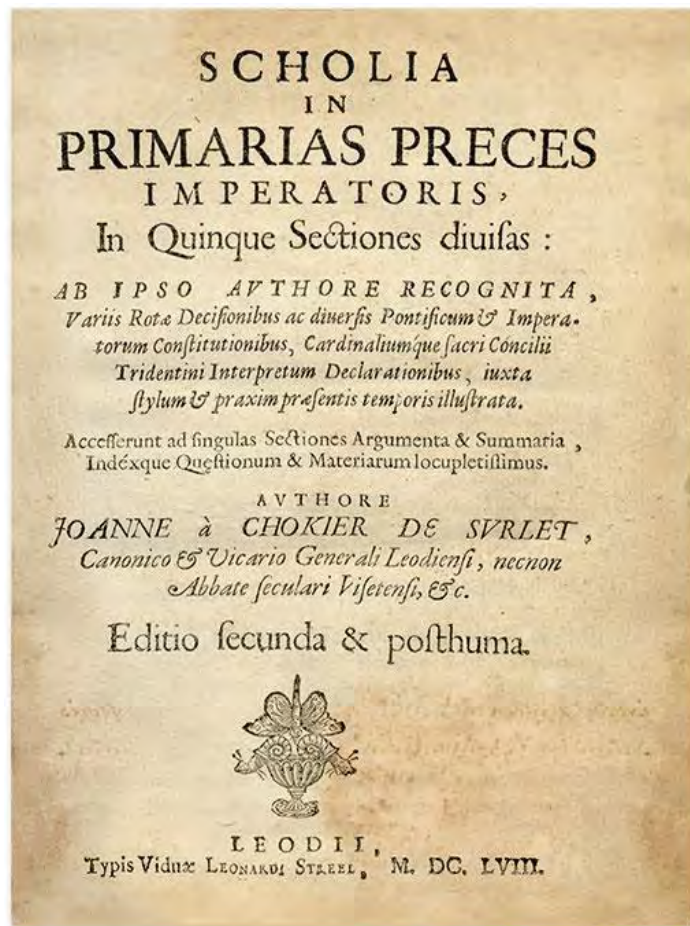 SCHOLIA
IN
PRIMARIAS PRECES
IMPERATORIS,
In Quinque Sectiones diuiſas :
AB IPSO AVTHORE RECOGNITA,
Variis Rotæ Deciſionibus ac diuerſis Pontificum & Impera-
torum Conſtitutionibus, Cardinaliumque ſacri Concilii
Tridentini Interpretum Declarationibus, iuxta
ſtylum & praxim præſentis temporis illuſtrata.
Acceſſerunt ad ſingulas Sectiones Argumenta & Summaria ,
Indéxque Quęſtionum & Materiarum locupletiſſimus.
AVTHORE
JOANNE à CHOKIER DE SVRLET,
Canonico & Vicario Generali Leodienſi, necnon
Abbate ſeculari Viſetenſi, &c.
Editio ſecunda & poſthuma.
LEODII,
Typis Viduæ LEONARDI STREEL, M. DC. LVIII.